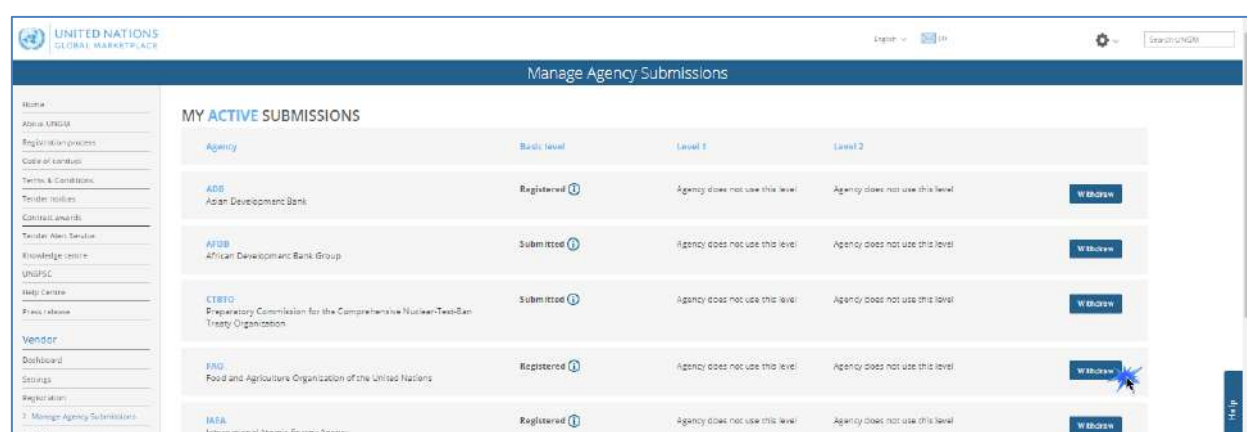 UNITED NATIONS
GLOBAL MARKETPLACE
English
Search UNGM
Manage Agency Submissions
Home
About UNGM
Registration process
Code of conduct
Terms & Conditions
Tender notices
Contract awards
Tender Alert Service
Knowledge centre
UNSPSC
Help Centre
Press release
Vendor
Dashboard
Settings
Registration
Manage Agency Submissions
MY ACTIVE SUBMISSIONS
Agency Basic level Level 1 Level 2
ADB Registered Agency does not use this level Agency does not use this level Withdraw
Asian Development Bank
AFDB Submitted Agency does not use this level Agency does not use this level Withdraw
African Development Bank Group
CTBTO Submitted Agency does not use this level Agency does not use this level Withdraw
Preparatory Commission for the Comprehensive Nuclear-Test-Ban
Treaty Organization
FAO Registered Agency does not use this level Agency does not use this level Withdraw
Food and Agriculture Organization of the United Nations
IAEA Registered Agency does not use this level Agency does not use this level Withdraw
International Atomic Energy Agency
Help